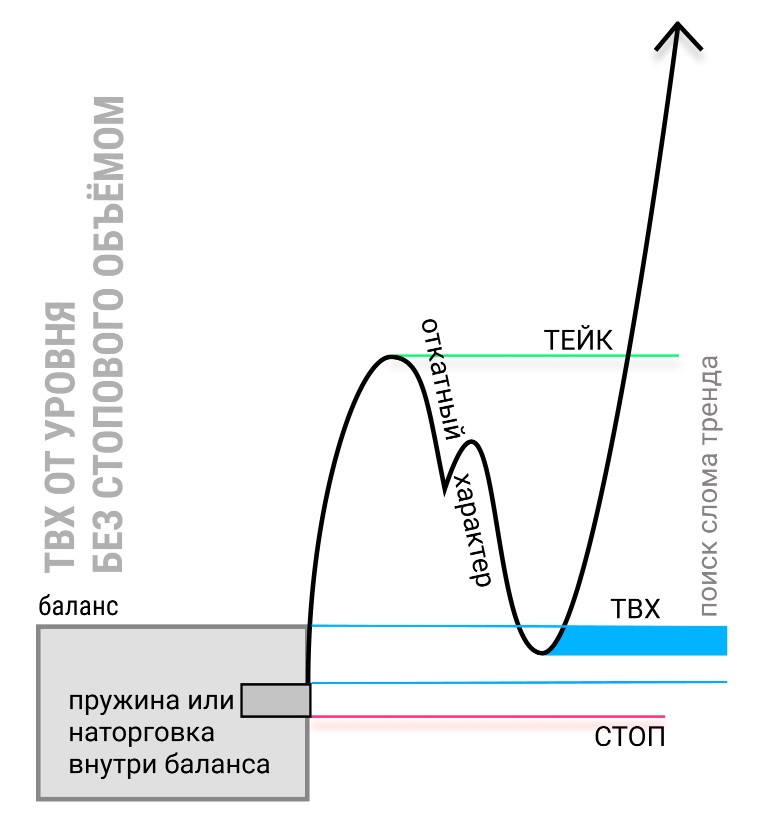 ТВХ ОТ УРОВНЯ
БЕЗ СТОПОВОГО ОБЪЁМОМ
ТЕЙК
откатный
характер
поиск слома тренда
баланс
ТВХ
пружина или
наторговка
внутри баланса
СТОП